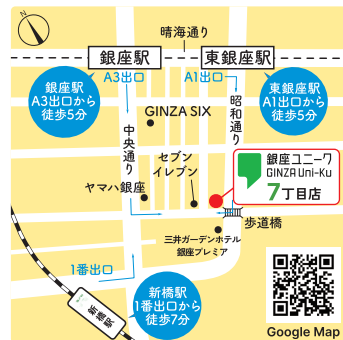 N
晴海通り
銀座駅
東銀座駅
A3出口
A1出口
銀座駅
A3出口から
徒歩5分
東銀座駅
A1出口から
徒歩5分
GINZA SIX
中央通り
昭和通り
セブン
イレブン
ヤマハ銀座
銀座ユニーク
GINZA Uni-Ku
7丁目店
歩道橋
三井ガーデンホテル
銀座プレミア
1番出口
新橋駅
1番出口から
徒歩7分
新橋駅
Google Map